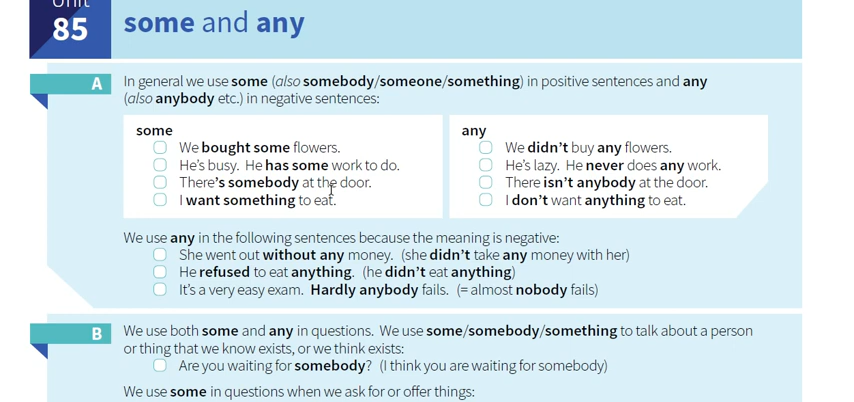 Unit
85
some and any
A
In general we use some (also somebody/someone/something) in positive sentences and any
(also anybody etc.) in negative sentences:
some
We bought some flowers.
He's busy. He has some work to do.
There's somebody at the door.
I want something to eat.
any
We didn't buy any flowers.
He's lazy. He never does any work.
There isn't anybody at the door.
I don't want anything to eat.
We use any in the following sentences because the meaning is negative:
She went out without any money. (she didn't take any money with her)
He refused to eat anything. (he didn't eat anything)
It's a very easy exam. Hardly anybody fails. (= almost nobody fails)
B
We use both some and any in questions. We use some/somebody/something to talk about a person
or thing that we know exists, or we think exists:
Are you waiting for somebody? (I think you are waiting for somebody)
We use some in questions when we ask for or offer things: